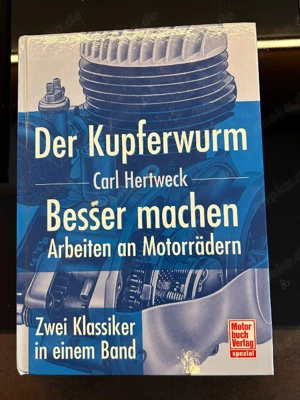 Der Kupferwurm
Carl Hertweck
Besser machen
Arbeiten an Motorrädern
Zwei Klassiker
in einem Band
Motor
buch
Verlag
spezial